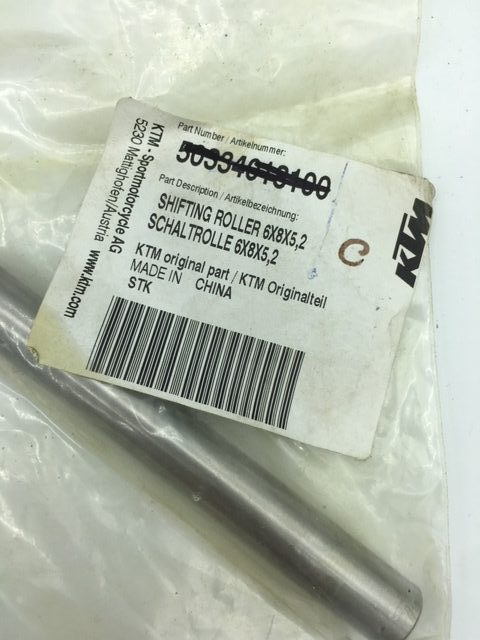 Part Number / Artikelnummer:
50334013100
Part Description / Artikelbezeichnung:
SHIFTING ROLLER 6X8X5,2
SCHALTROLLE 6X8X5,2
KTM original part / KTM Originalteil
MADE IN CHINA
STK
C
KTM
KTM - Sportmotorcycle AG
5230 Mattighofen/Austria www.ktm.com